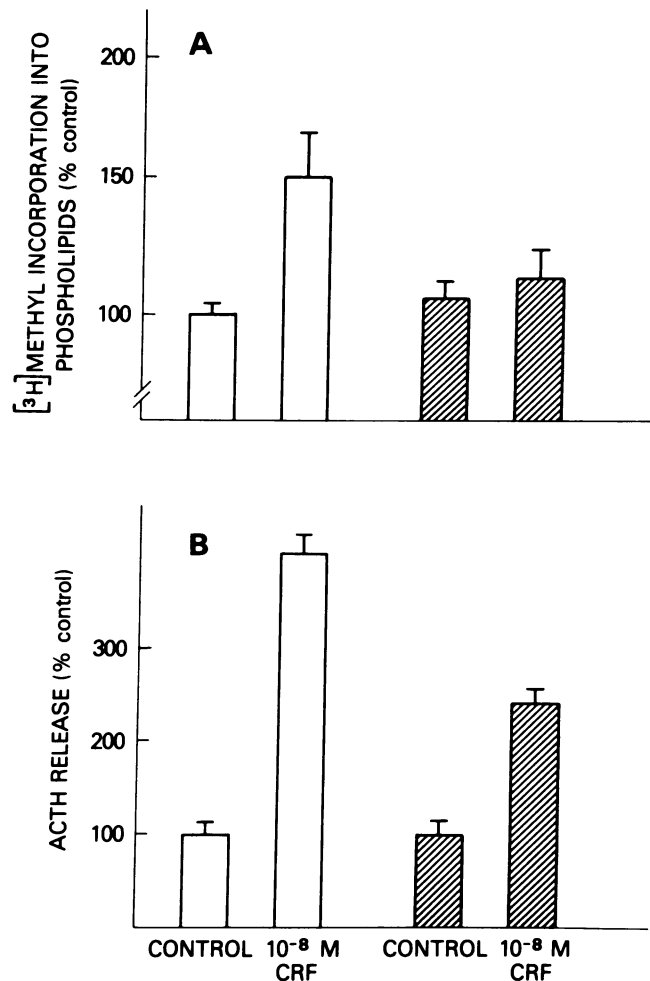 [³H]METHYL INCORPORATION INTO
PHOSPHOLIPIDS (% control)
A
200
150
100
ACTH RELEASE (% control)
B
300
200
100
CONTROL 10⁻⁸ M CONTROL 10⁻⁸ M
CRF CRF